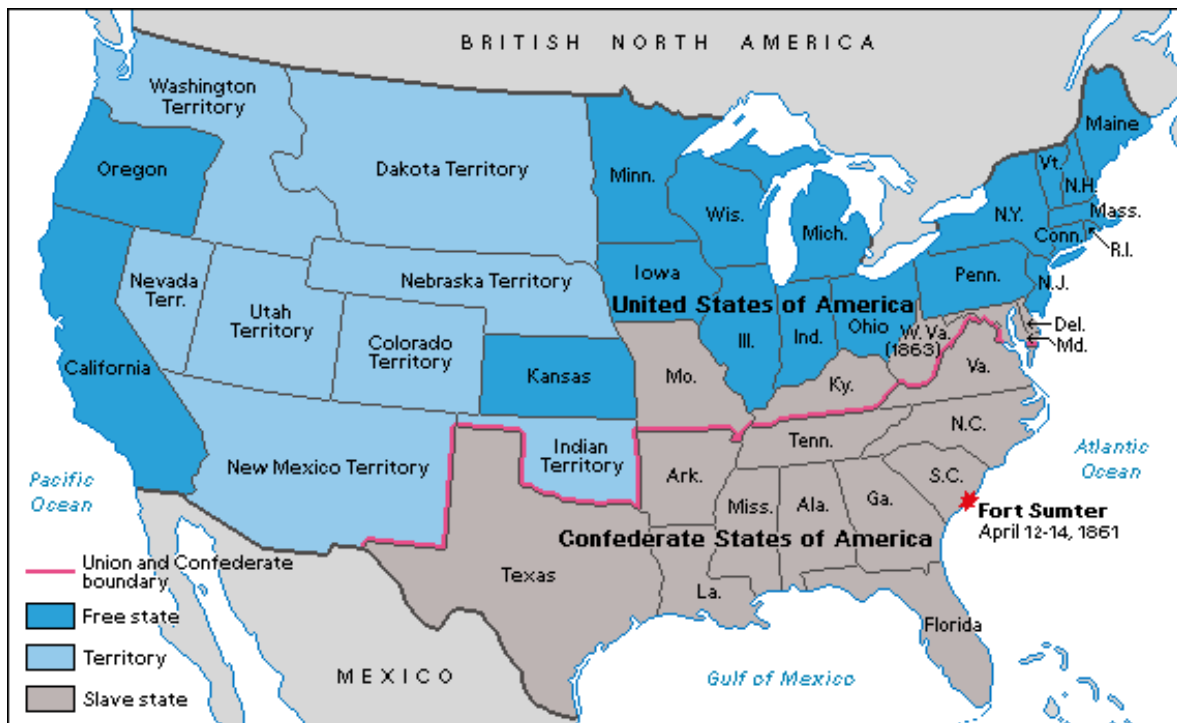 BRITISH NORTH AMERICA
Washington
Territory
Oregon
Dakota Territory
Minn.
Wis.
Mich.
Maine
Vt.
N.H.
N.Y.
Mass.
Conn.
R.I.
Nevada
Terr.
Utah
Territory
Nebraska Territory
Iowa
Penn.
N.J.
United States of America
Colorado
Territory
Ill.
Ind.
Ohio
W. Va.
(1863)
Del.
Md.
California
Kansas
Mo.
Ky.
Va.
New Mexico Territory
Indian
Territory
Tenn.
N.C.
Ark.
S.C.
Pacific
Ocean
Atlantic
Ocean
Miss.
Ala.
Ga.
Fort Sumter
April 12-14, 1861
Confederate States of America
Texas
La.
Florida
MEXICO
Gulf of Mexico
Union and Confederate
boundary
Free state
Territory
Slave state